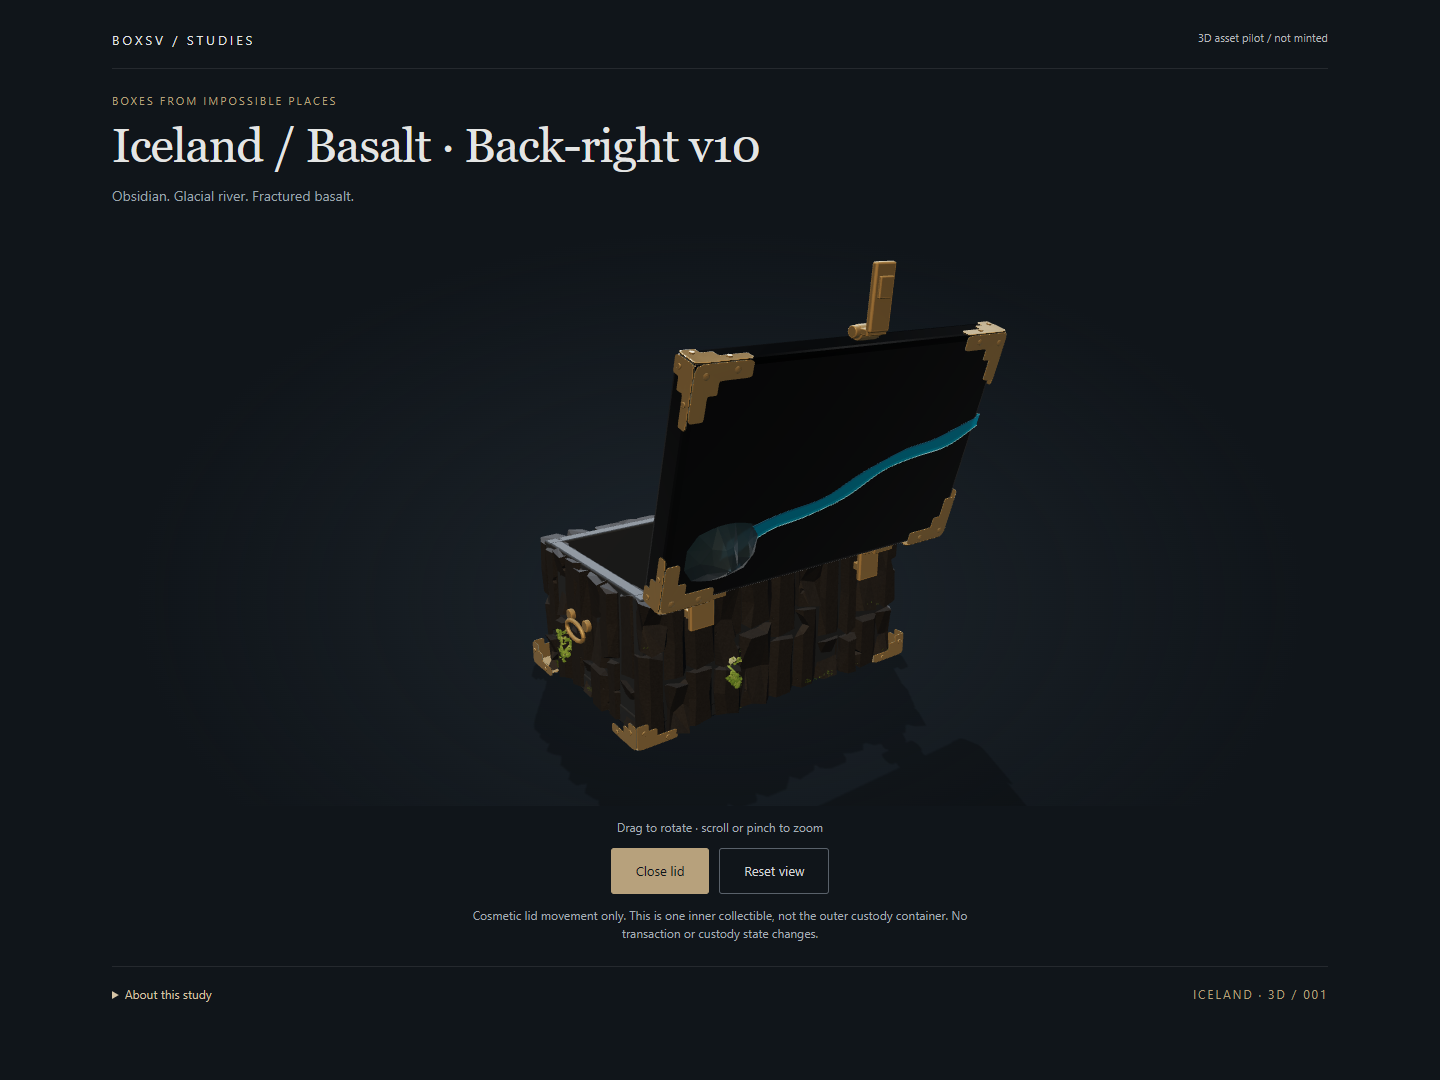 BOXSV / STUDIES
3D asset pilot / not minted
BOXES FROM IMPOSSIBLE PLACES
Iceland / Basalt · Back-right v10
Obsidian. Glacial river. Fractured basalt.
Drag to rotate · scroll or pinch to zoom
Close lid
Reset view
Cosmetic lid movement only. This is one inner collectible, not the outer custody container. No
transaction or custody state changes.
About this study
ICELAND · 3D / 001